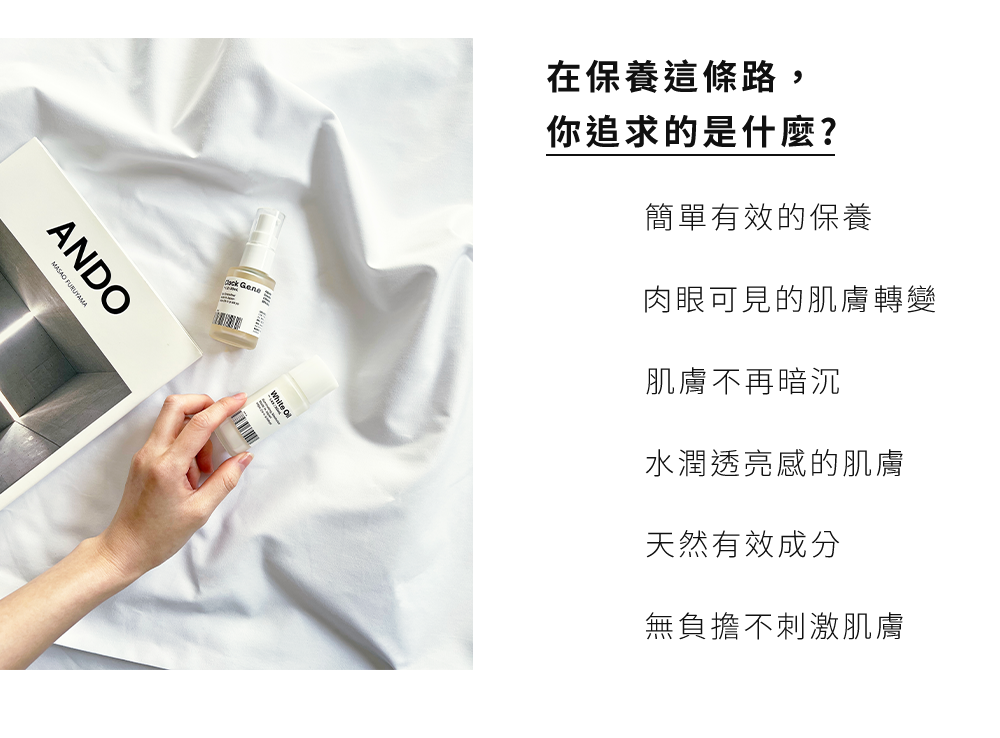 在保養這條路，
你追求的是什麼?
簡單有效的保養
肉眼可見的肌膚轉變
肌膚不再暗沉
水潤透亮感的肌膚
天然有效成分
無負擔不刺激肌膚
ANDO
MASAO FURUYAMA
White Oil